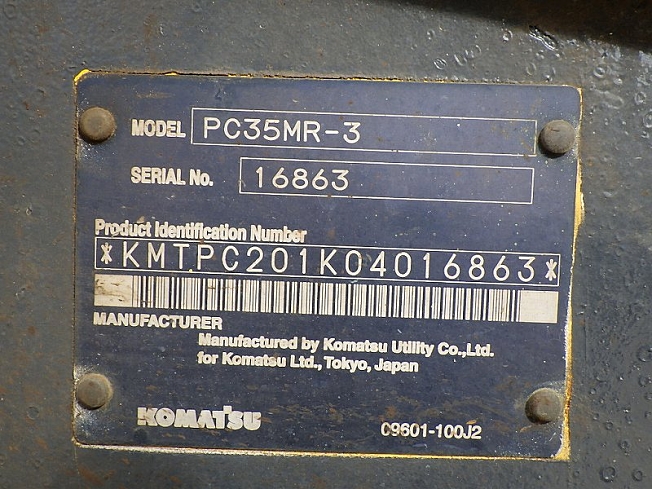 MODEL PC35MR-3
SERIAL No. 16863
Product Identification Number
*KMTPC201K04016863*
MANUFACTURER
Manufactured by Komatsu Utility Co.,Ltd.
for Komatsu Ltd., Tokyo, Japan
KOMATSU 09601-100J2